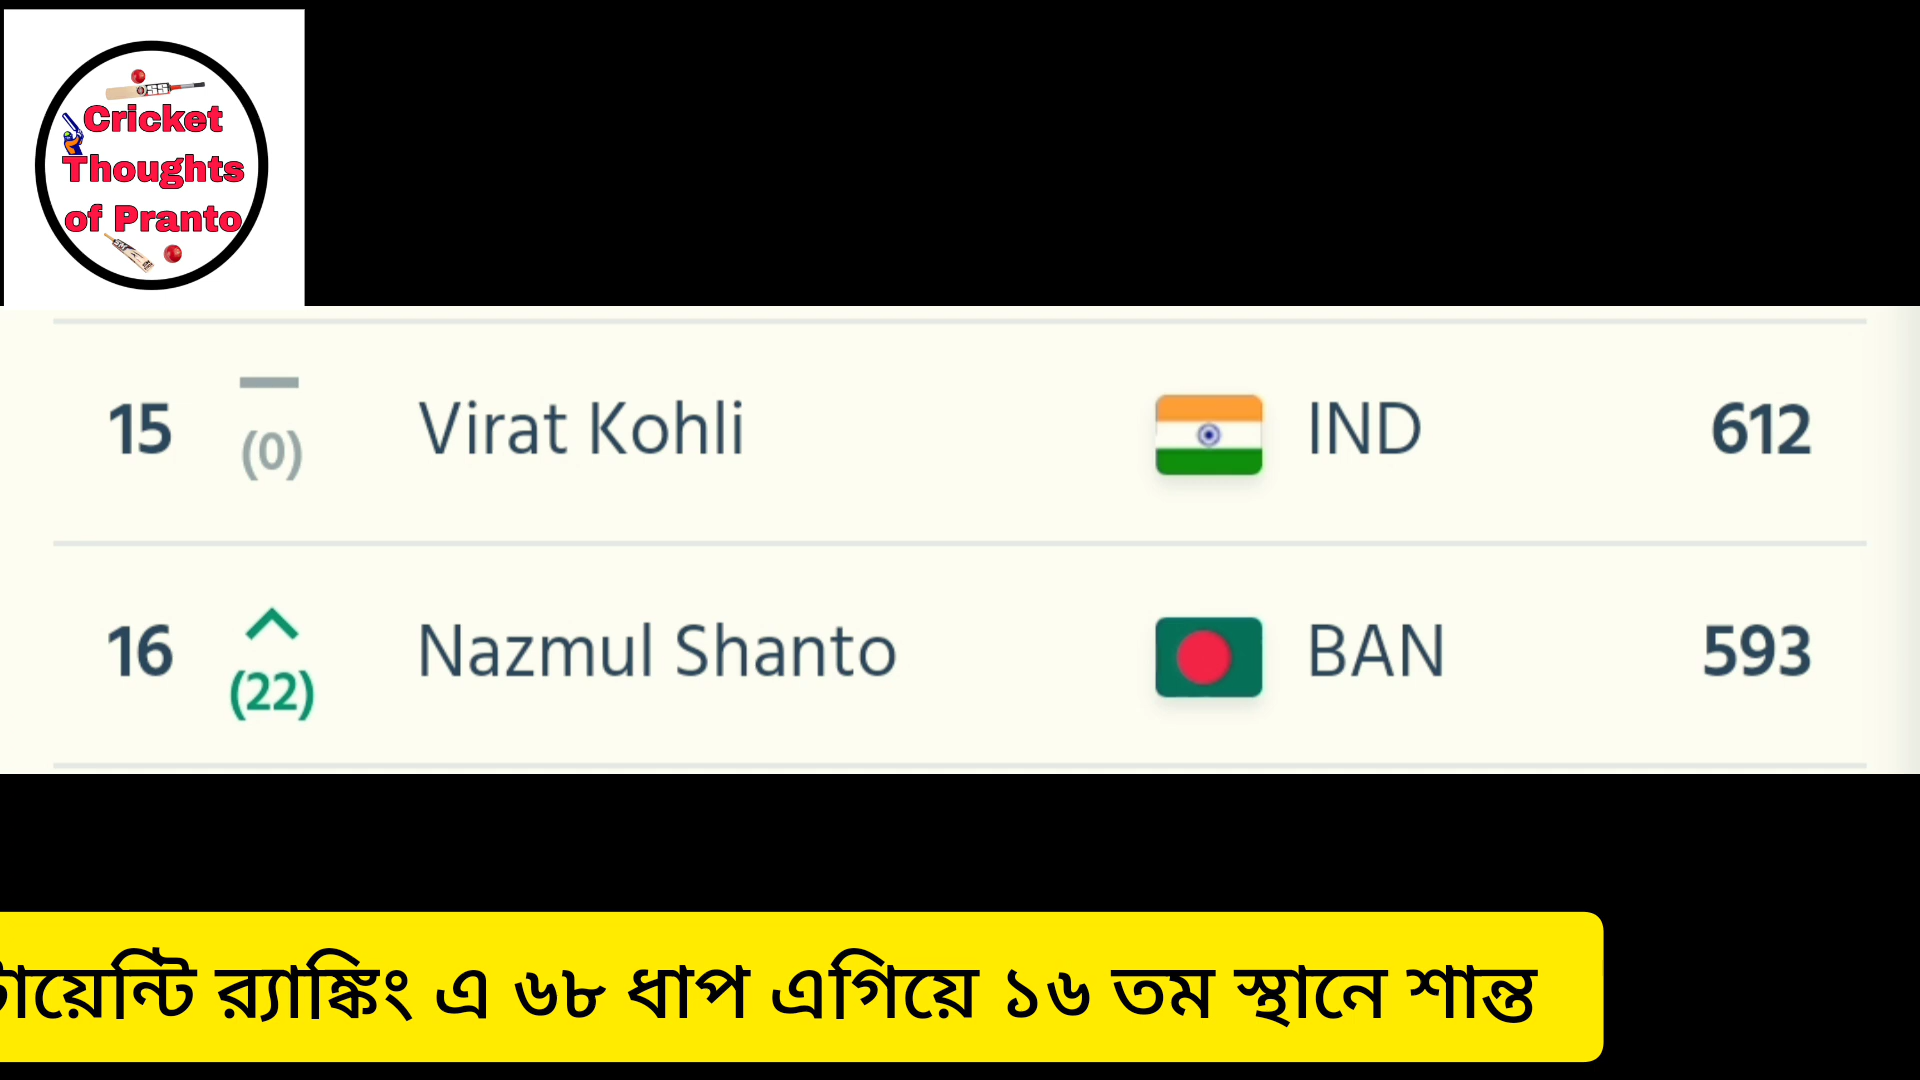 Cricket
Thoughts
of Pranto
15 (0) Virat Kohli IND 612
16 (22) Nazmul Shanto BAN 593
র‍্যাঙ্কিং এ ৬৮ ধাপ এগিয়ে ১৬ তম স্থানে শান্ত